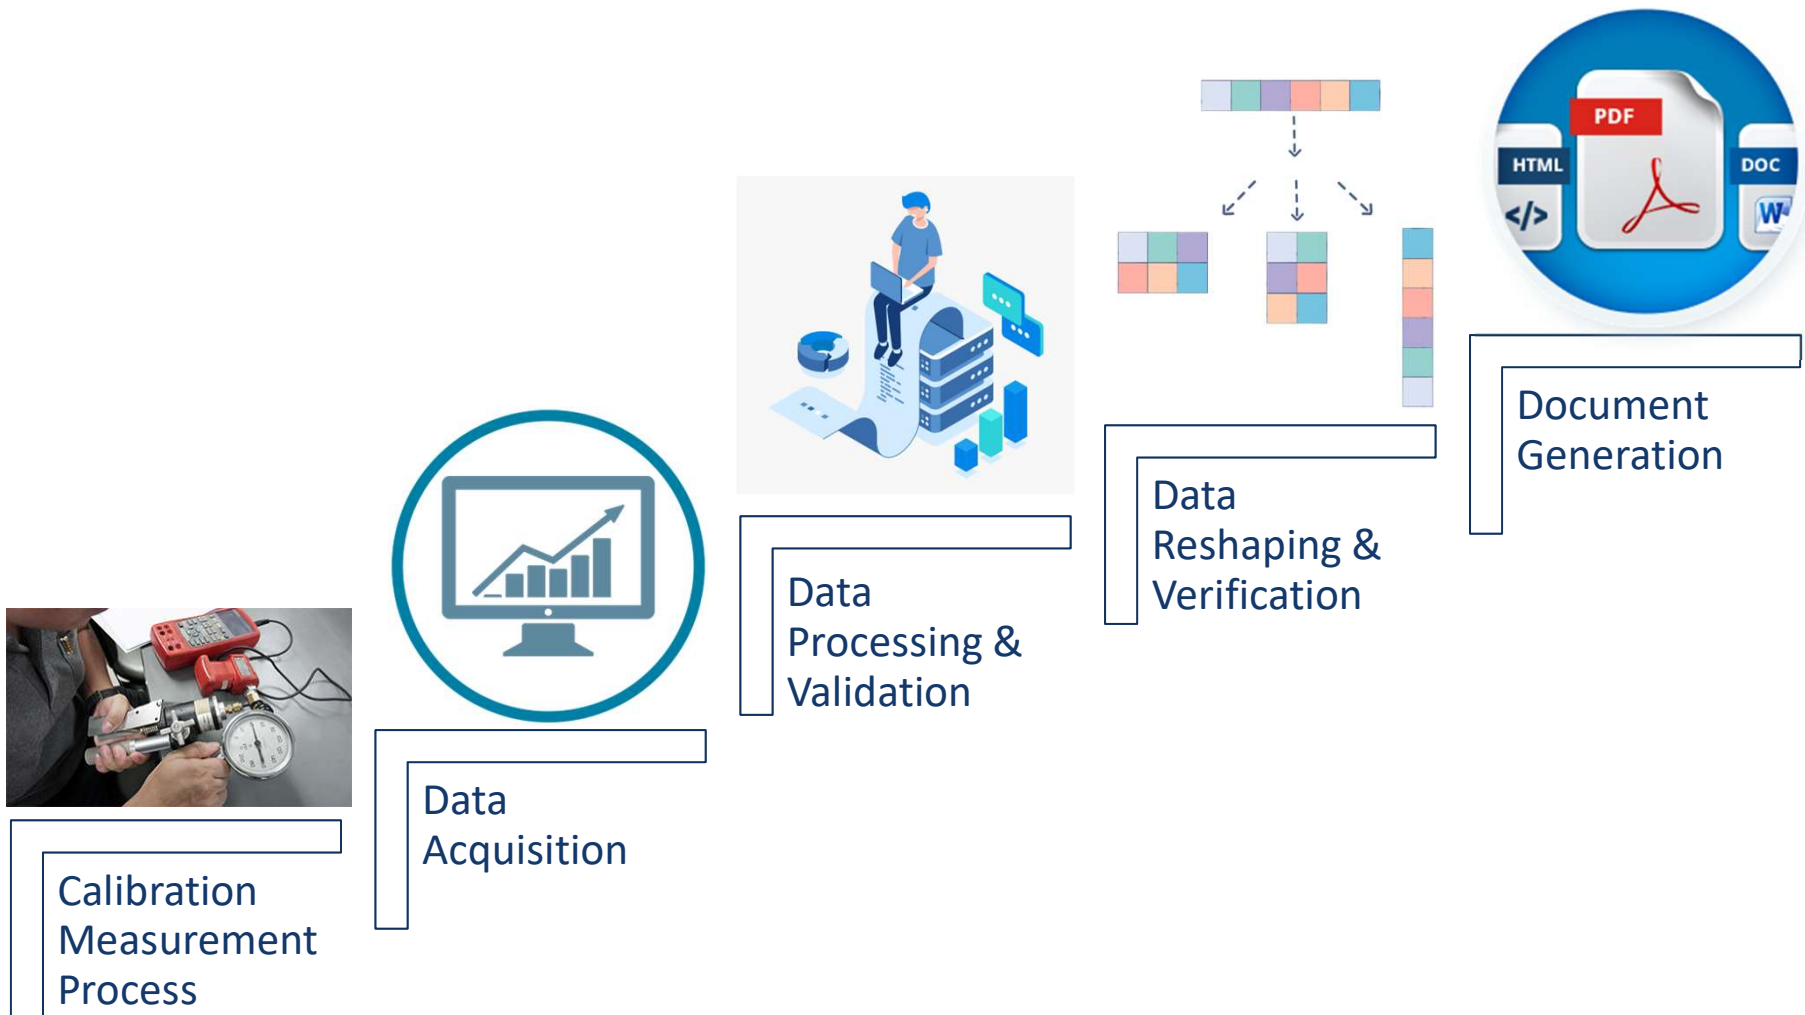 PDF
HTML
</>
DOC
W
Document
Generation
Data
Reshaping &
Verification
Data
Processing &
Validation
Data
Acquisition
Calibration
Measurement
Process